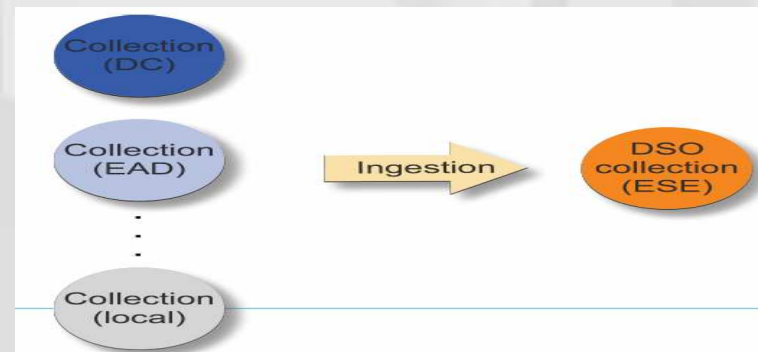 Collection
(DC)
Collection
(EAD)
Ingestion
DSO
collection
(ESE)
Collection
(local)